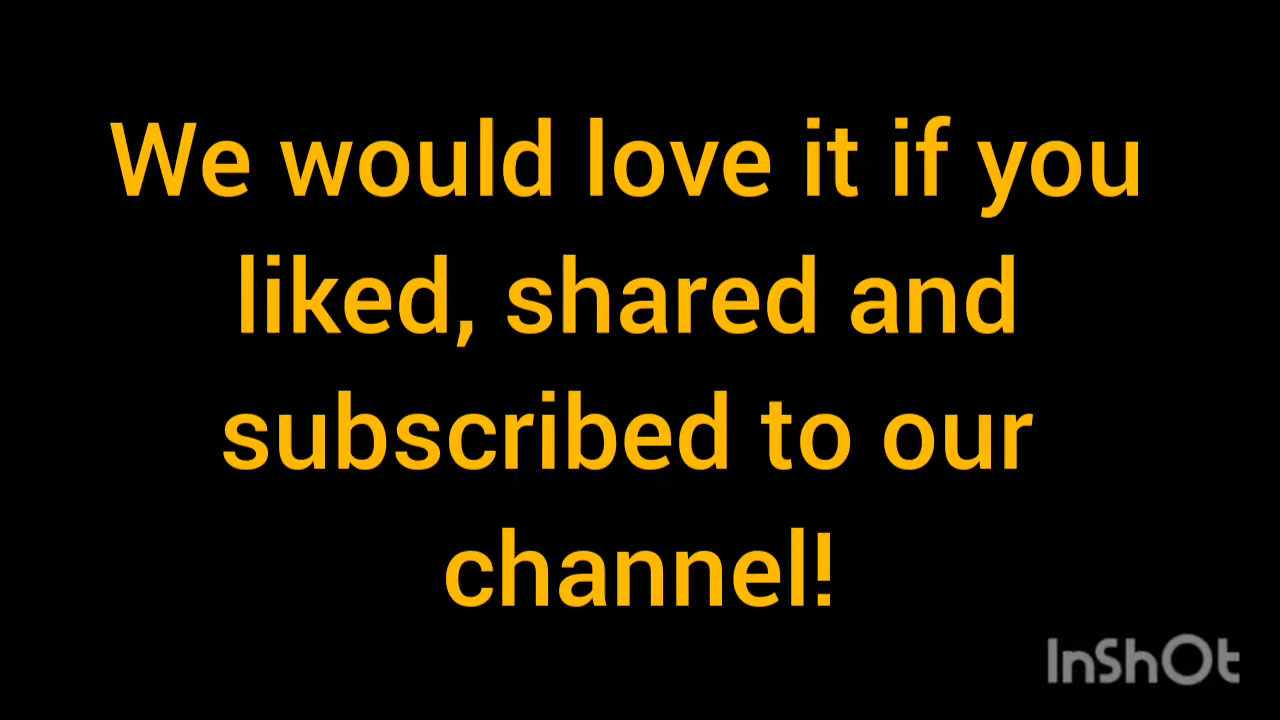 We would love it if you
liked, shared and
subscribed to our
channel!
InShOt